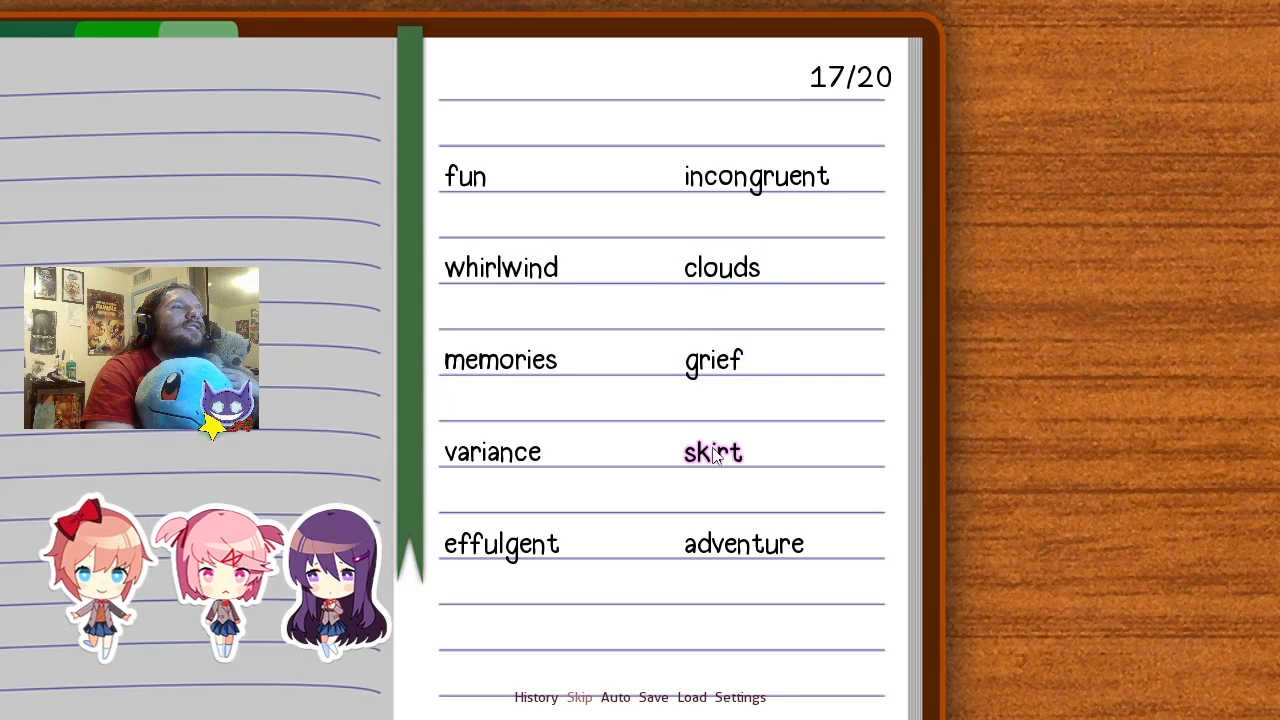 17/20
fun incongruent
whirlwind clouds
memories grief
variance skirt
effulgent adventure
History Skip Auto Save Load Settings